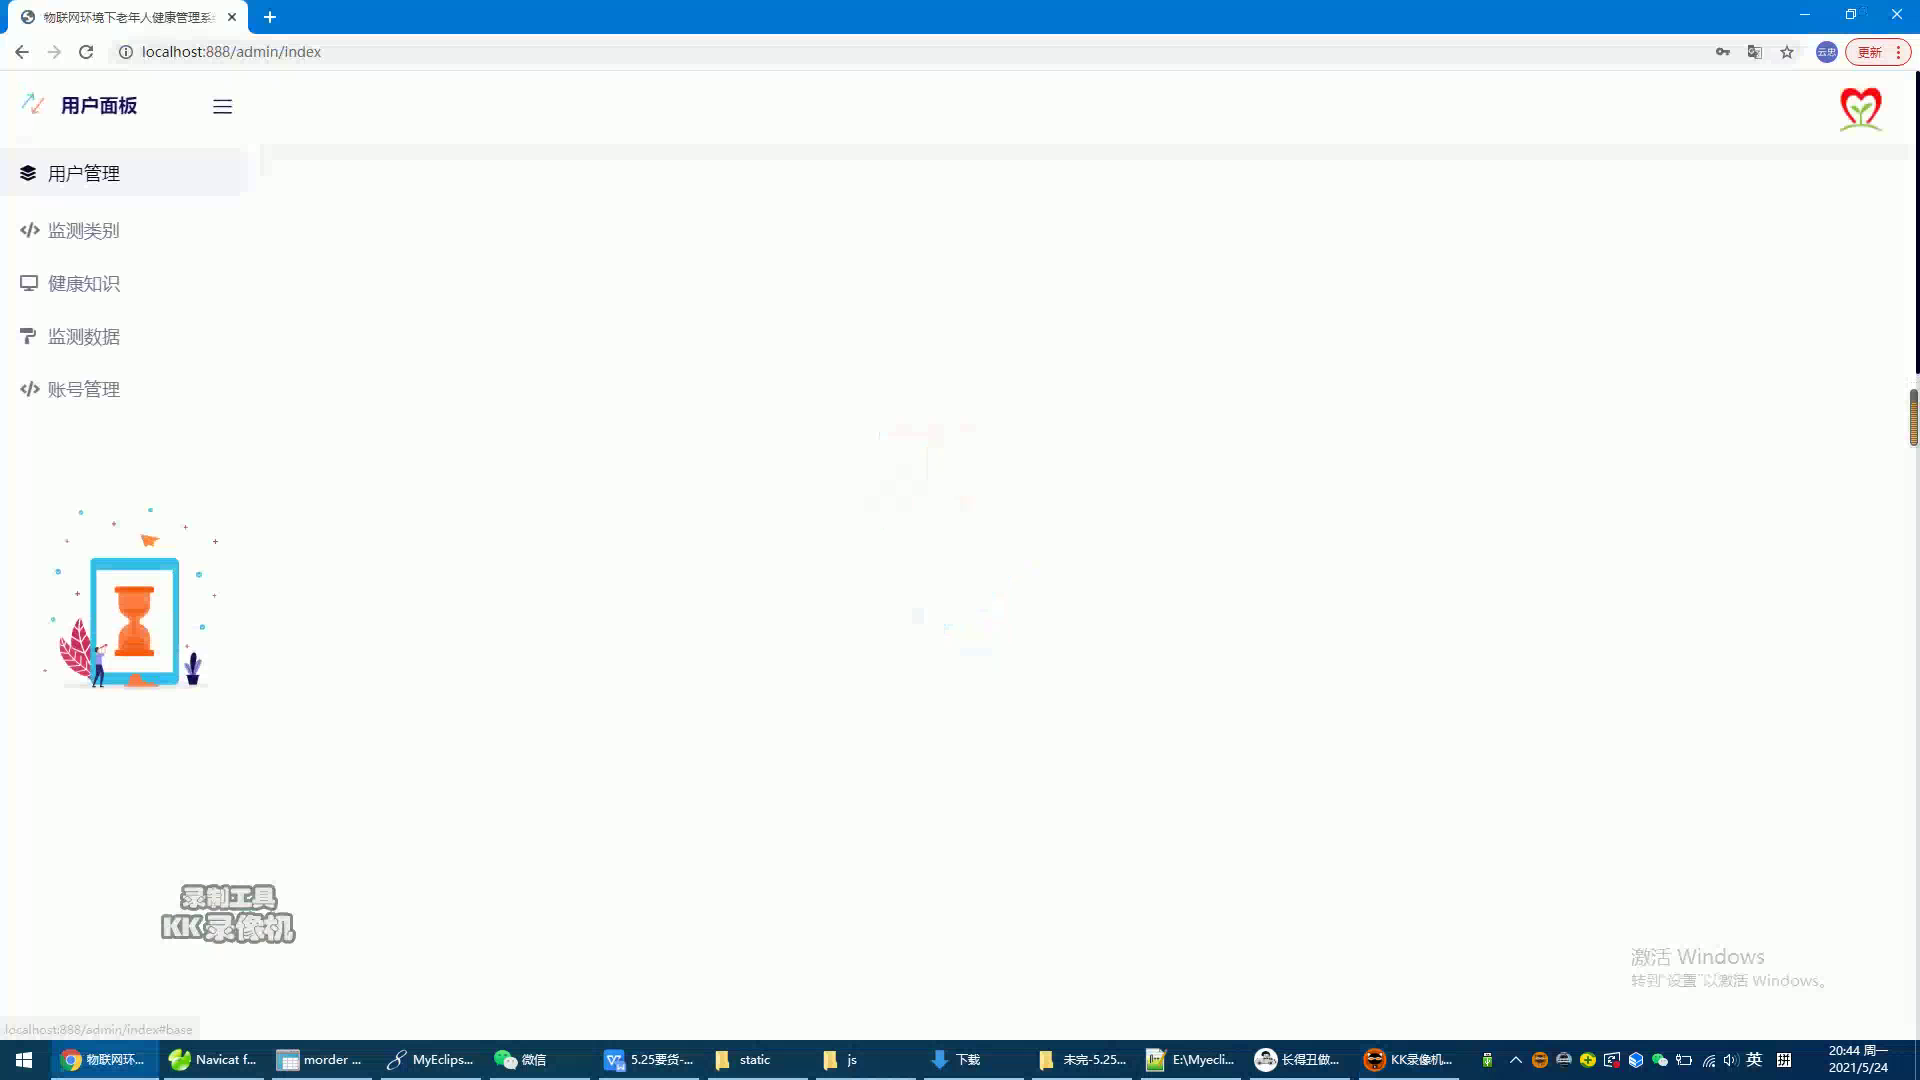 物联网环境下老年人健康管理系
localhost:888/admin/index
云忠
更新
用户面板
用户管理
监测类别
健康知识
监测数据
账号管理
录制工具
KK录像机
激活 Windows
转到"设置"以激活 Windows。
localhost:888/admin/index#base
物联网环...
Navicat f...
morder ...
MyEclips...
微信
5.25要货-...
static
js
下载
未完-5.25...
E:\Myecli...
长得丑做...
KK录像机...
英
拼
20:44 周一
2021/5/24